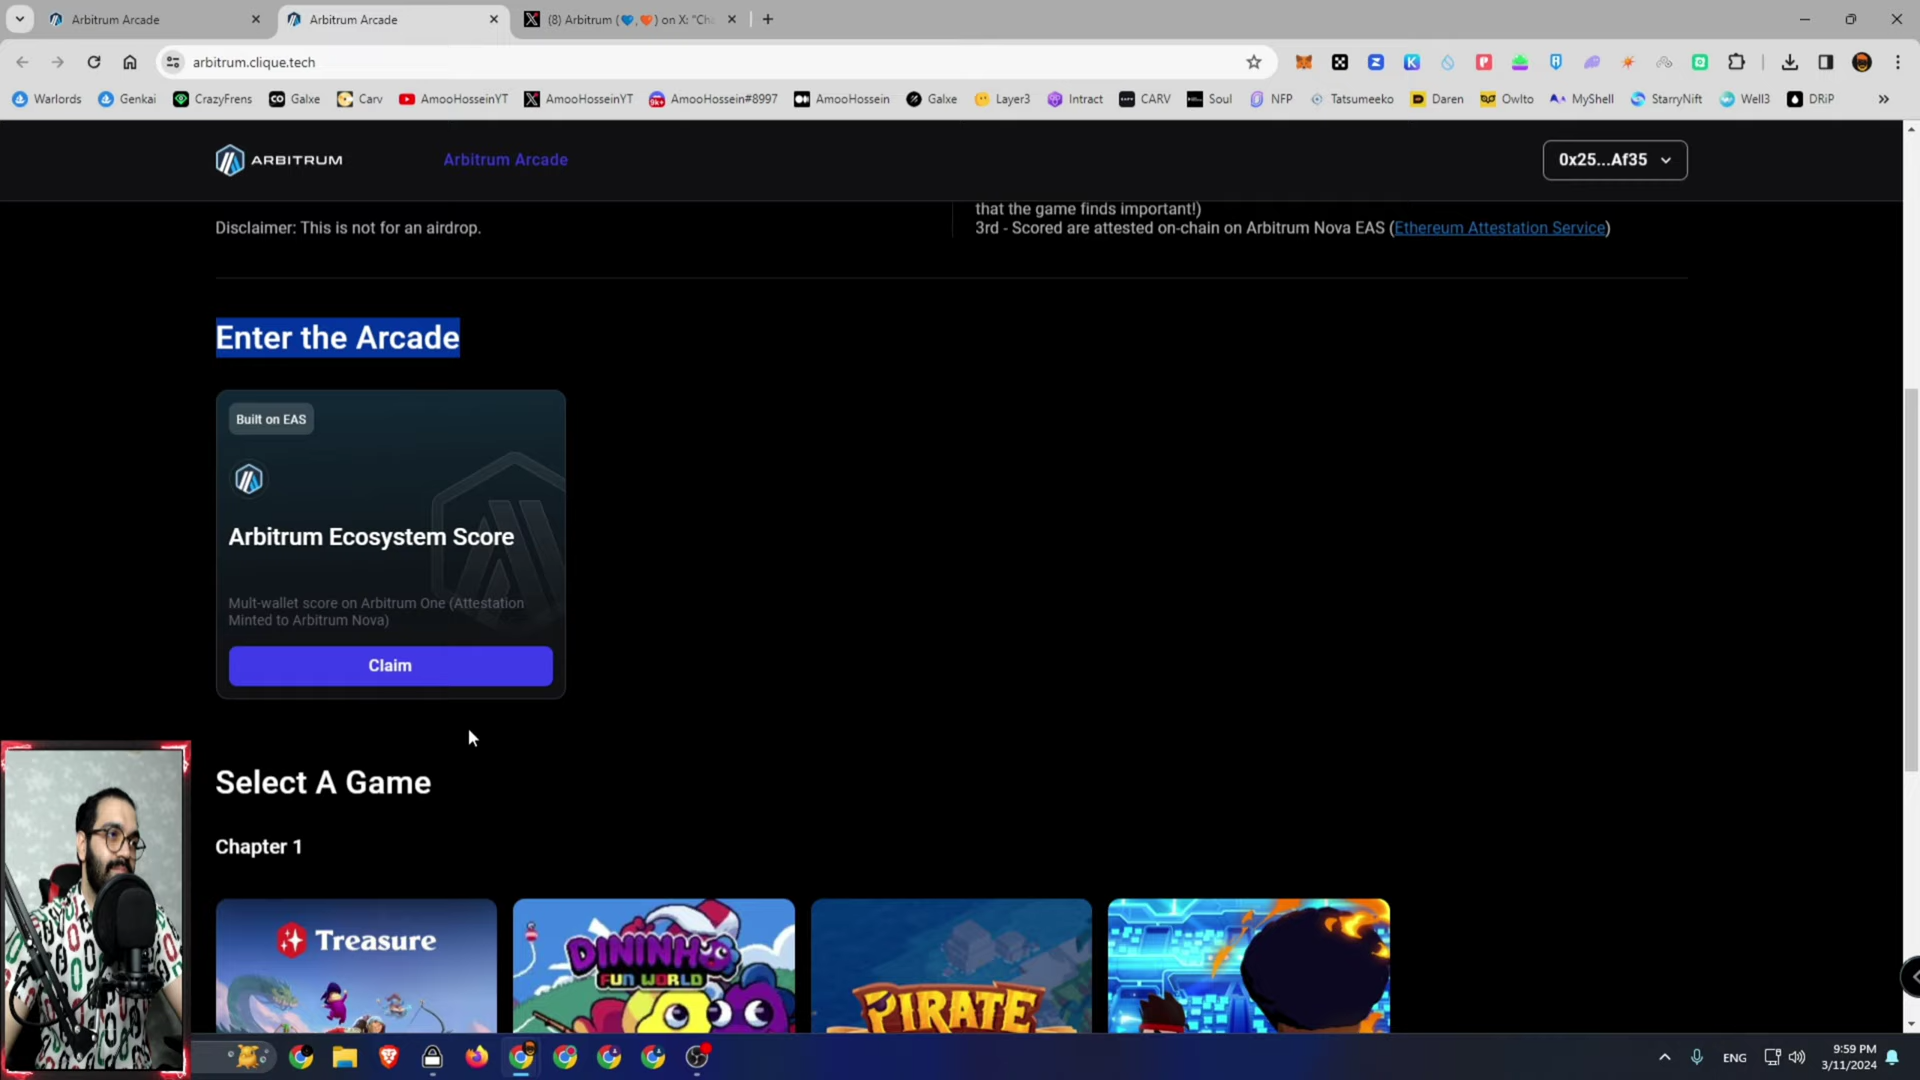 Arbitrum Arcade
Arbitrum Arcade
(8) Arbitrum (💙,🧡) on X: "Cha
arbitrum.clique.tech
Warlords
Genkai
CrazyFrens
Galxe
Carv
AmooHosseinYT
AmooHosseinYT
AmooHossein#8997
AmooHossein
Galxe
Layer3
Intract
CARV
Soul
NFP
Tatsumeeko
Daren
Owlto
MyShell
StarryNift
Well3
DRiP
ARBITRUM
Arbitrum Arcade
0x25...Af35
Disclaimer: This is not for an airdrop.
that the game finds important!)
3rd - Scored are attested on-chain on Arbitrum Nova EAS (Ethereum Attestation Service)
Enter the Arcade
Built on EAS
Arbitrum Ecosystem Score
Mult-wallet score on Arbitrum One (Attestation
Minted to Arbitrum Nova)
Claim
Select A Game
Chapter 1
Treasure
DININHO
FUN WORLD
PIRATE
ENG
9:59 PM
3/11/2024